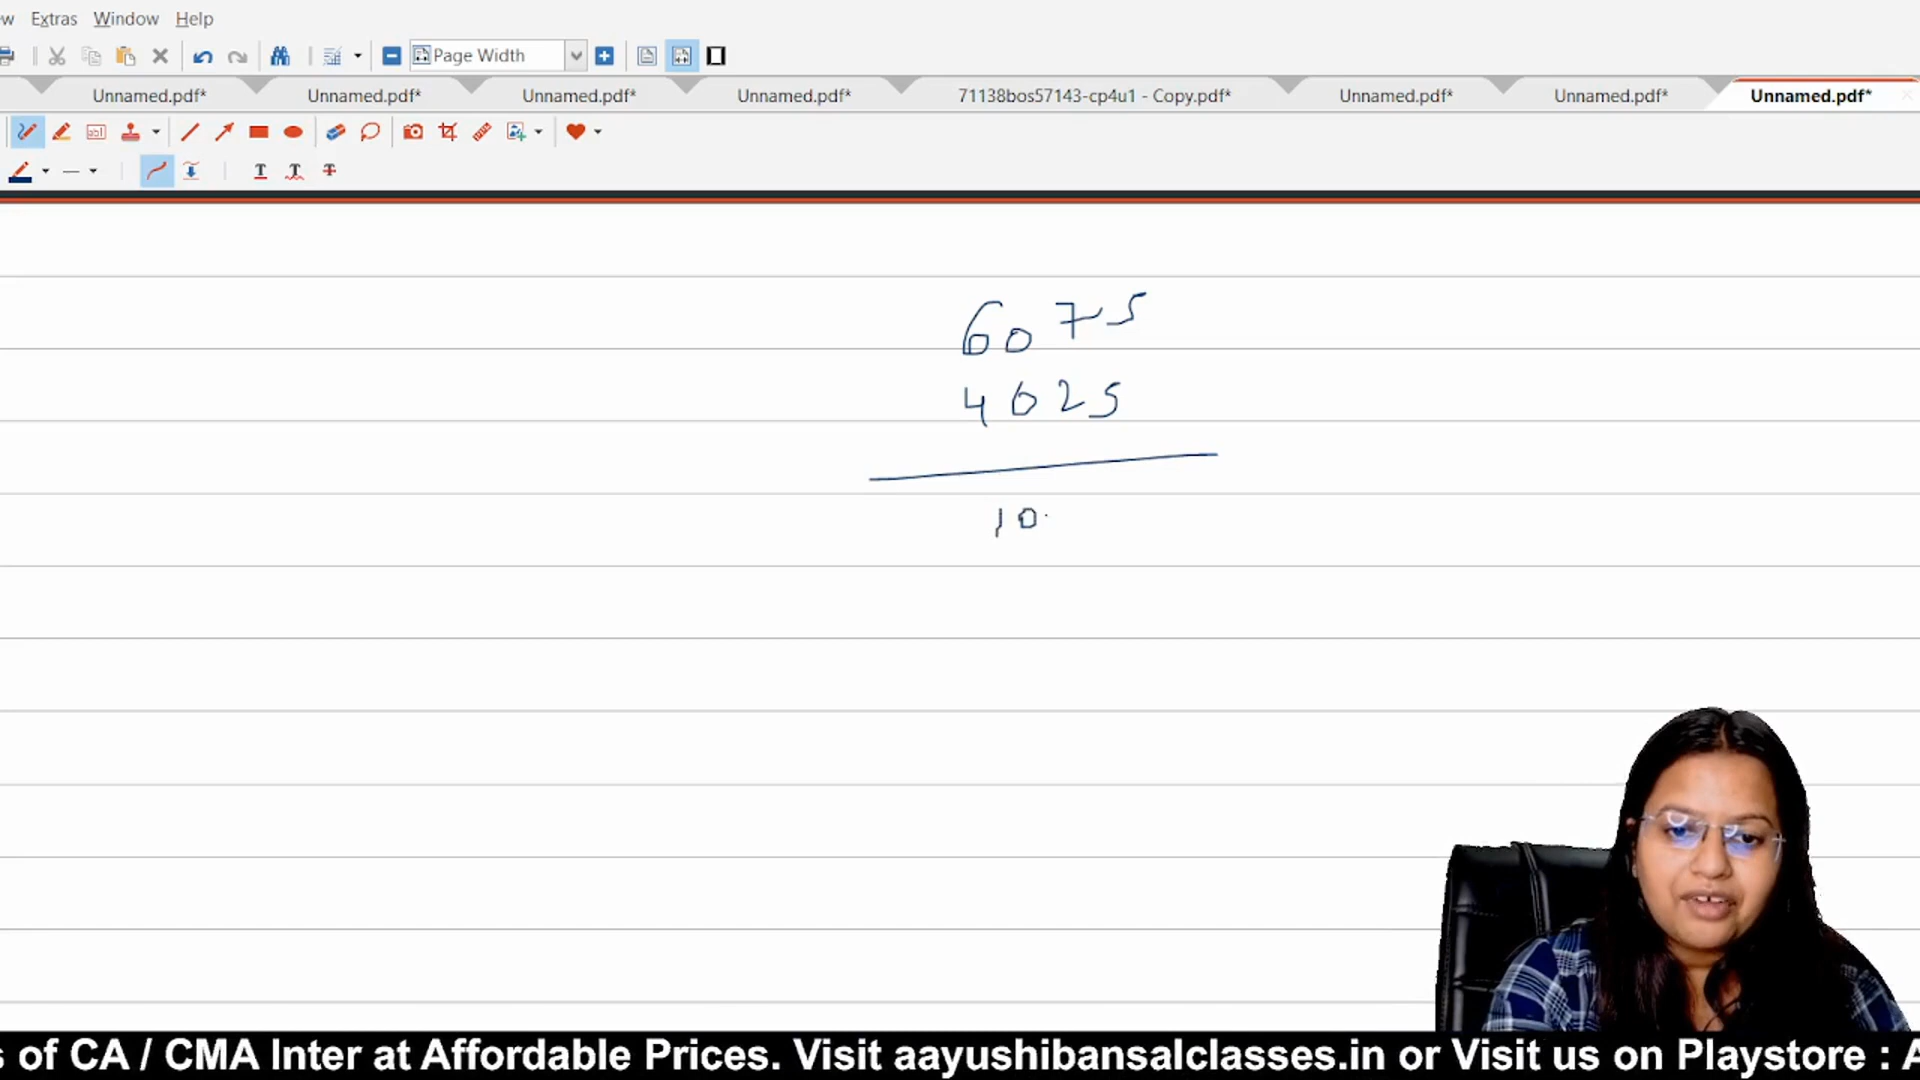 w Extras Window Help
Page Width
Unnamed.pdf* Unnamed.pdf* Unnamed.pdf* Unnamed.pdf* 71138bos57143-cp4u1 - Copy.pdf* Unnamed.pdf* Unnamed.pdf* Unnamed.pdf*
6075
4025
10
s of CA / CMA Inter at Affordable Prices. Visit aayushibansalclasses.in or Visit us on Playstore : A